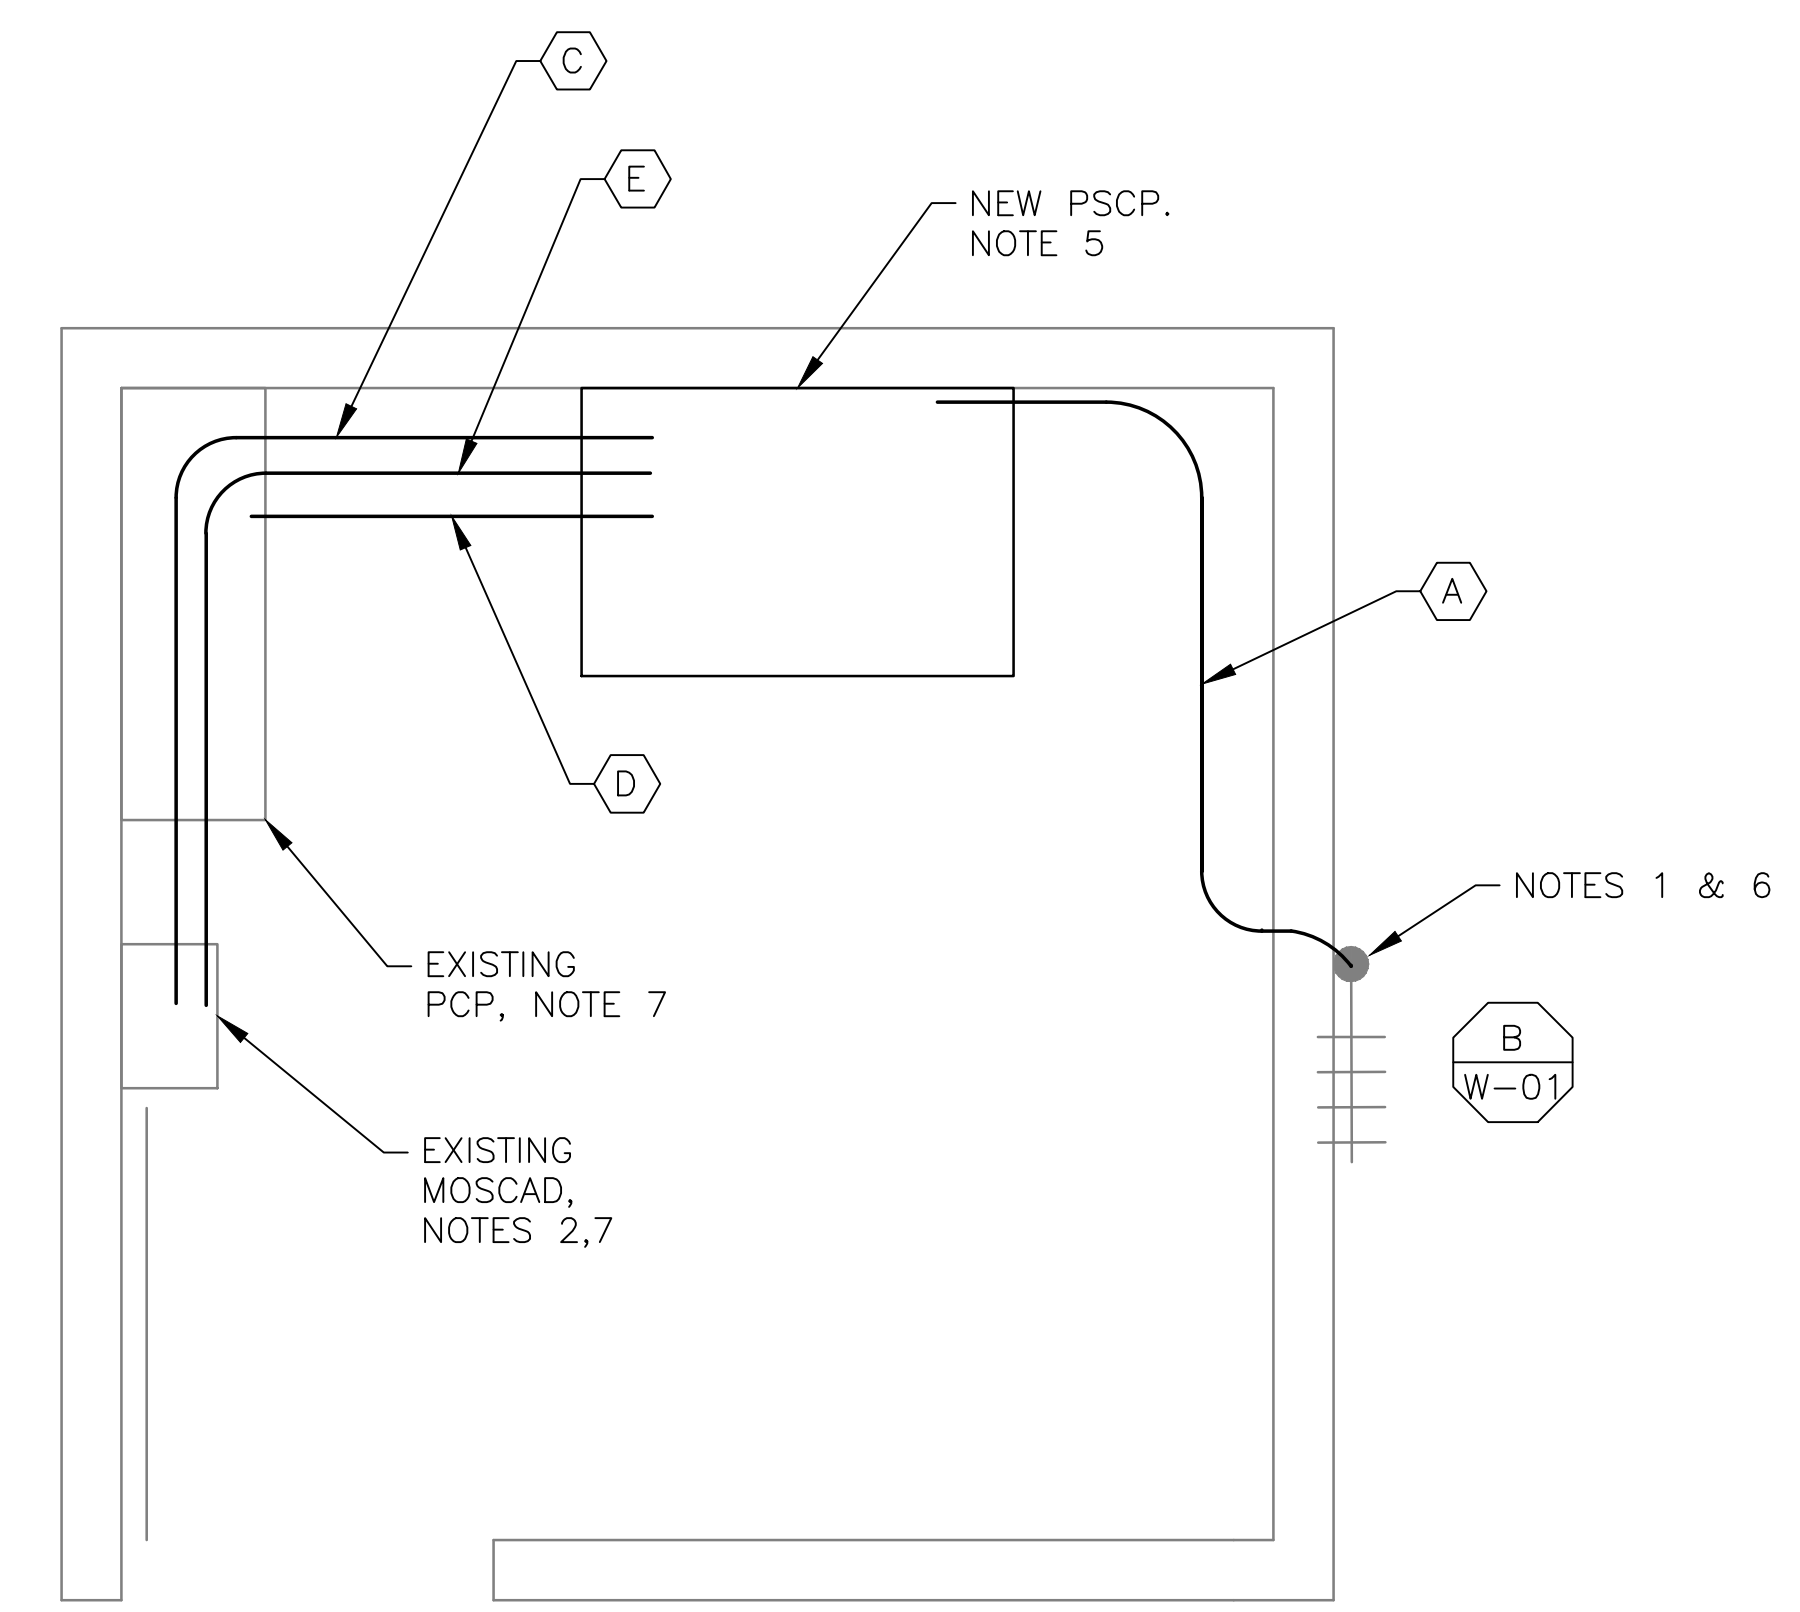 C
E
NEW PSCP.
NOTE 5
A
D
NOTES 1 & 6
EXISTING
PCP, NOTE 7
B
W-01
EXISTING
MOSCAD,
NOTES 2,7